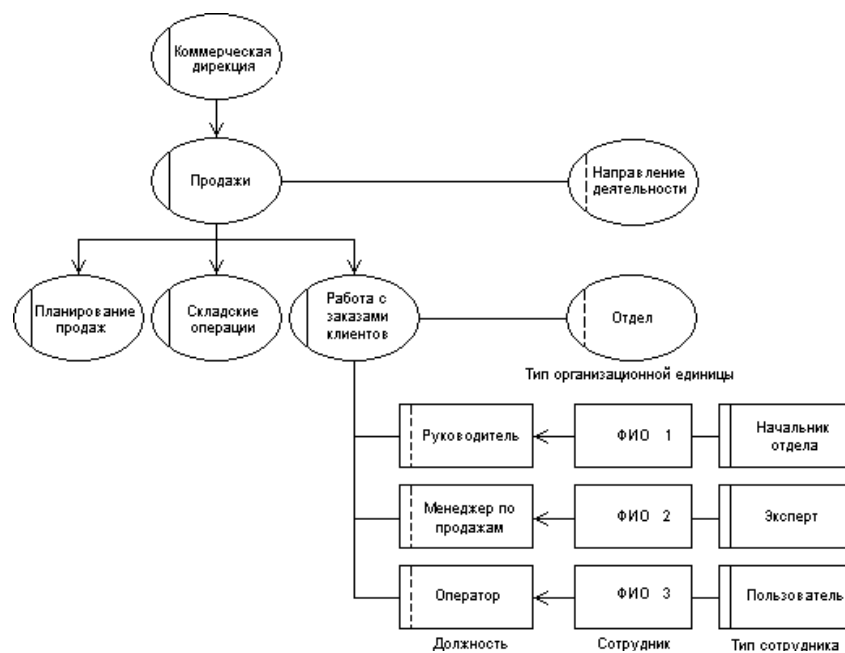 Коммерческая
дирекция
Продажи
Направление
деятельности
Планирование
продаж
Складские
операции
Работа с
заказами
клиентов
Отдел
Тип организационной единицы
Руководитель
ФИО 1
Начальник
отдела
Менеджер по
продажам
ФИО 2
Эксперт
Оператор
ФИО 3
Пользователь
Должность
Сотрудник
Тип сотрудника